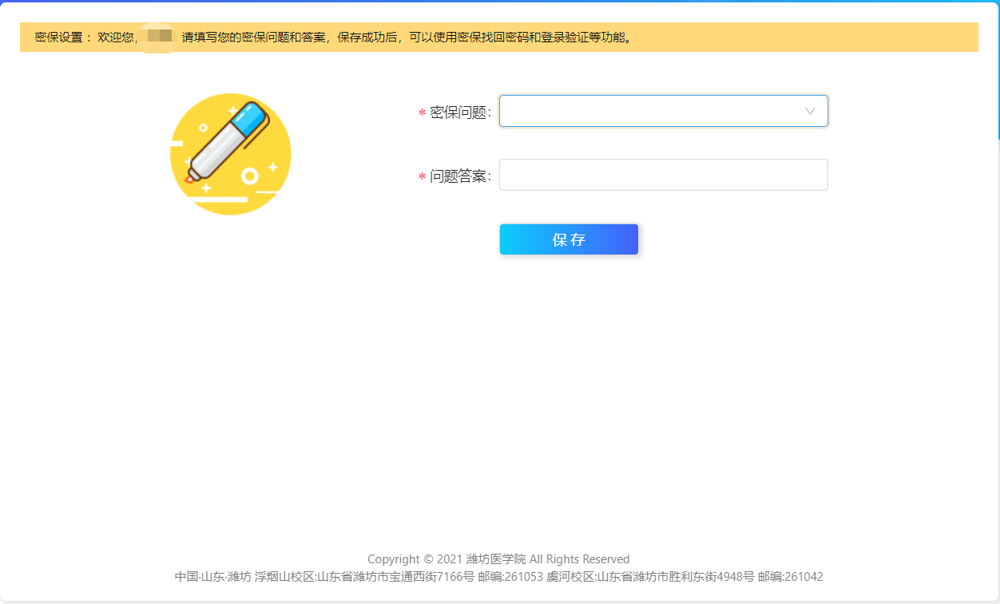 密保设置： 欢迎您, 请填写您的密保问题和答案，保存成功后，可以使用密保找回密码和登录验证等功能。
* 密保问题：
* 问题答案：
保存
Copyright © 2021 潍坊医学院 All Rights Reserved
中国·山东·潍坊 浮烟山校区:山东省潍坊市宝通西街7166号 邮编:261053 虞河校区:山东省潍坊市胜利东街4948号 邮编:261042